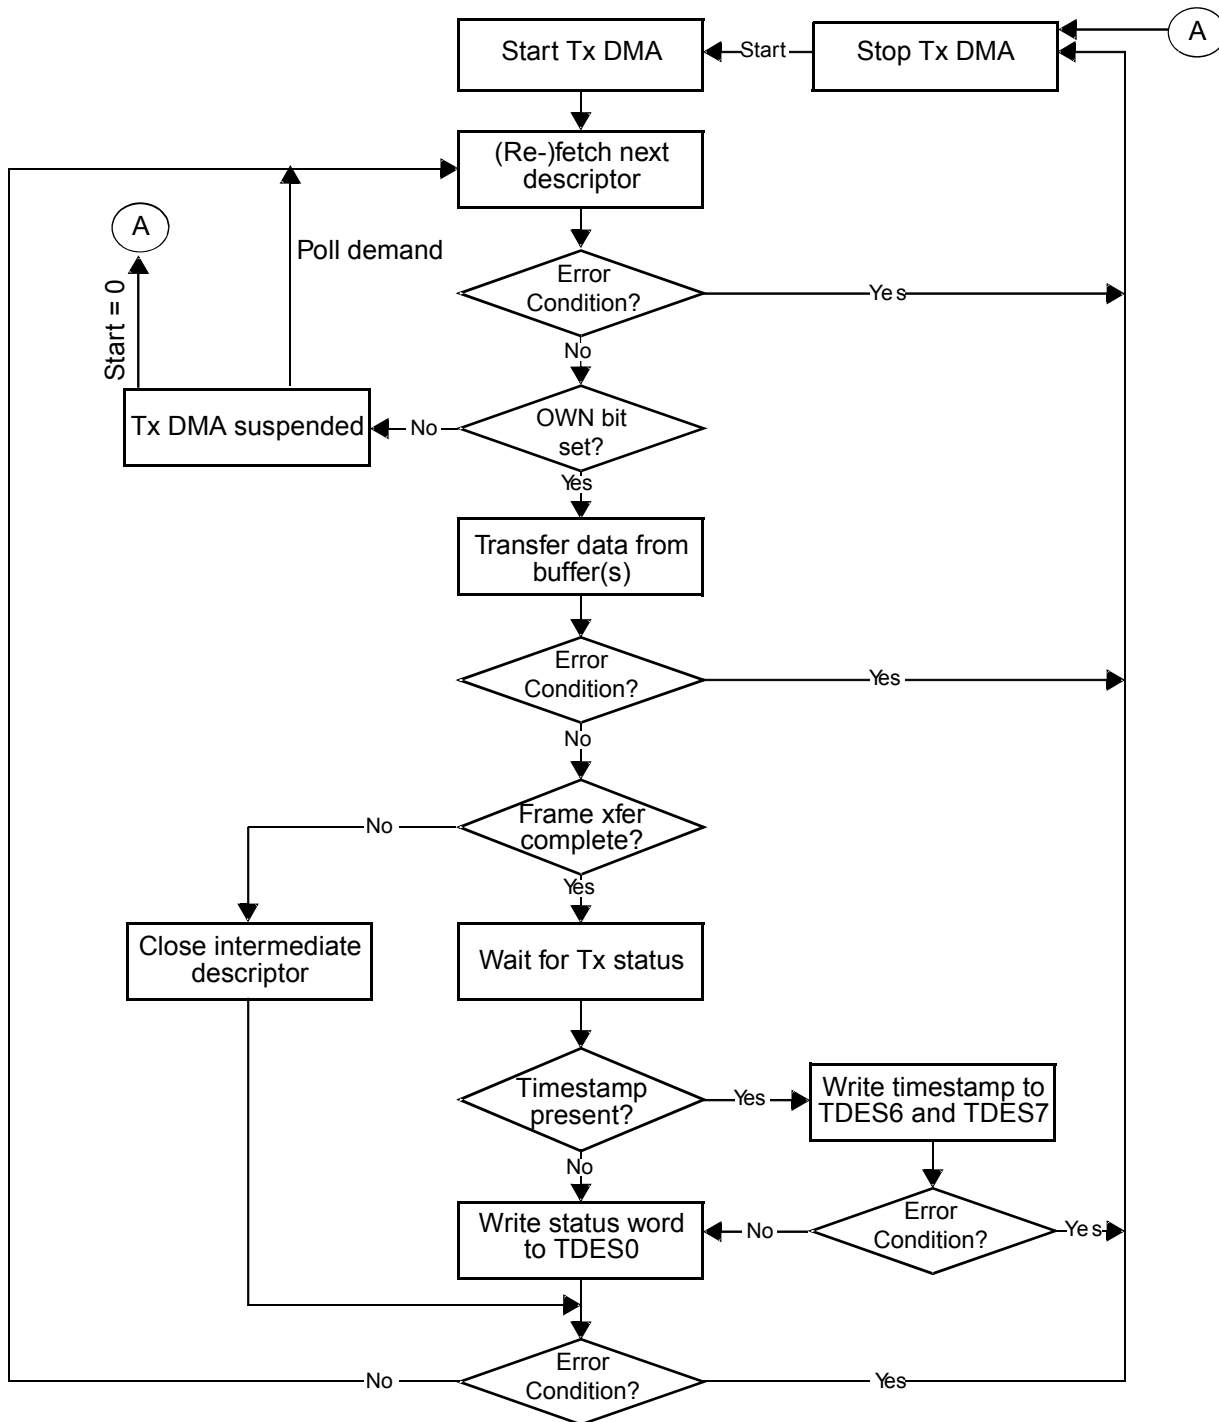 Start Tx DMA
Start
Stop Tx DMA
A
(Re-)fetch next
descriptor
A
Poll demand
Start = 0
Error
Condition?
Yes
No
Tx DMA suspended
No
OWN bit
set?
Yes
Transfer data from
buffer(s)
Error
Condition?
Yes
No
Frame xfer
complete?
No
Yes
Close intermediate
descriptor
Wait for Tx status
Timestamp
present?
Yes
Write timestamp to
TDES6 and TDES7
No
Write status word
to TDES0
No
Error
Condition?
Yes
No
Error
Condition?
Yes